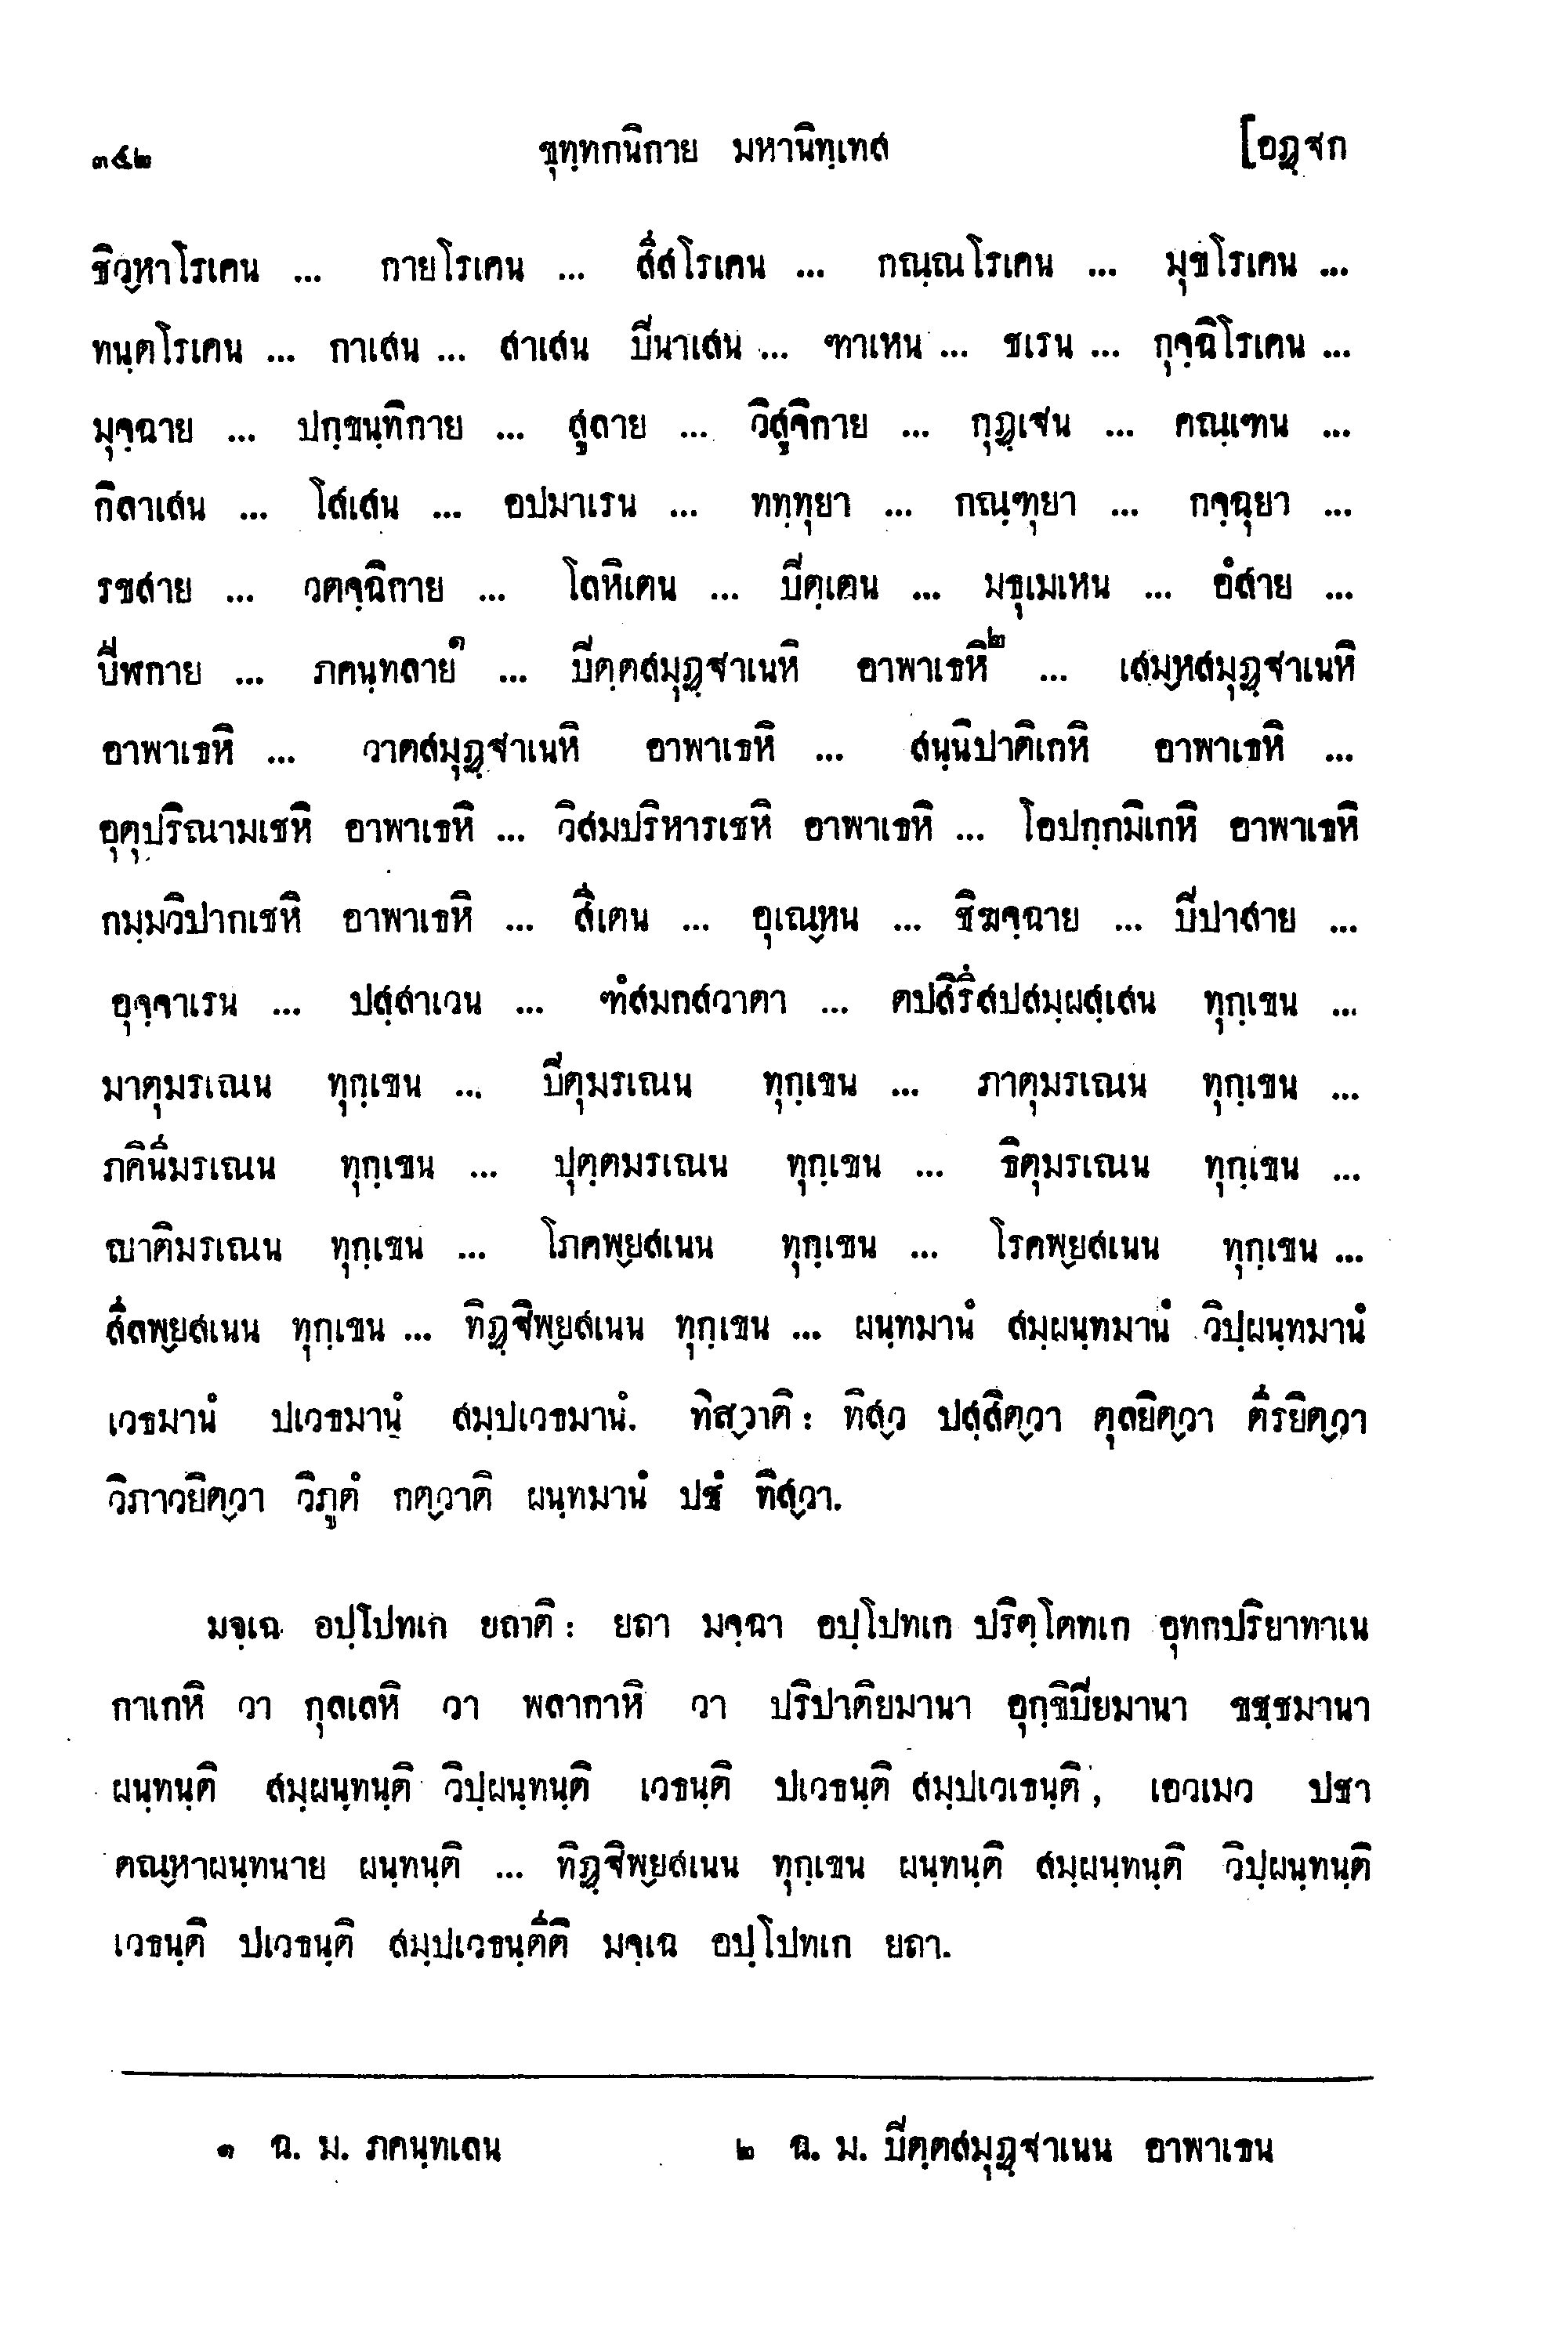 ๓๕๒ ขุทฺทกนิกาย มหานิทฺเทส [อฏฺฐก
ชิวฺหาโรเคน ... กายโรเคน ... สีสโรเคน ... กณฺณโรเคน ... มุขโรเคน ...
ทนฺตโรเคน ... กาเสน ... สาเสน ปินาเสน ... ฑาเหน ... ชเรน ... กุจฺฉิโรเคน ...
มุจฺฉาย ... ปกฺขนฺทิกาย ... สูลาย ... วิสูจิกาย ... กุฏฺเฐน ... คณฺเฑน ...
กิลาเสน ... โสเสน ... อปมาเรน ... ททฺทุยา ... กณฺฑุยา ... กจฺฉุยา ...
รขสาย ... วิตจฺฉิกาย ... โลหิเตน ... ปิตฺเตน ... มธุเมเหน ... อํสาย ...
ปิฬกาย ... ภคนฺทลาย๑ ... ปิตฺตสมุฏฺฐาเนหิ อาพาเธหิ๒ ... เสมฺหสมุฏฺฐาเนหิ
อาพาเธหิ ... วาตสมุฏฺฐาเนหิ อาพาเธหิ ... สนฺนิปาติเกหิ อาพาเธหิ ...
อุตุปริณามเชหิ อาพาเธหิ ... วิสมปริหารเชหิ อาพาเธหิ ... โอปกฺกมิเกหิ อาพาเธหิ
กมฺมวิปากเชหิ อาพาเธหิ ... สีเตน ... อุเณฺหน ... ชิฆจฺฉาย ... ปิปาสาย ...
อุจฺจาเรน ... ปสฺสาเวน ... ฑํสมกสวาตา ... ตปสิรึสปสมฺผสฺเสน ทุกฺเขน ...
มาตุมรเณน ทุกฺเขน ... ปิตุมรเณน ทุกฺเขน ... ภาตุมรเณน ทุกฺเขน ...
ภคินีมรเณน ทุกฺเขน ... ปุตฺตมรเณน ทุกฺเขน ... ธิตุมรเณน ทุกฺเขน ...
ญาติมรเณน ทุกฺเขน ... โภคพฺยสเนน ทุกฺเขน ... โรคพฺยสเนน ทุกฺเขน ...
สีลพฺยสเนน ทุกฺเขน ... ทิฏฺฐิพฺยสเนน ทุกฺเขน ... ผนฺทมานํ สมฺผนฺทมานํ วิปฺผนฺทมานํ
เวธมานํ ปเวธมานํ สมฺปเวธมานํ. ทิสฺวาติ: ทิสฺว ปสฺสิตฺวา ตุลยิตฺวา ตีรยิตฺวา
วิภาวยิตฺวา วิภูตํ กตฺวาติ ผนฺทมานํ ปชํ ทิสฺวา.
มจฺเฉ อปฺโปทเก ยถาติ: ยถา มจฺฉา อปฺโปทเก ปริตฺโตทเก อุทกปริยาทาเน
กาเกหิ วา กุลเลหิ วา พลากาหิ วา ปริปาติยมานา อุกฺขิปิยมานา ขชฺชมานา
ผนฺทนฺติ สมฺผนฺทนฺติ วิปฺผนฺทนฺติ เวธนฺติ ปเวธนฺติ สมฺปเวเธนฺติ, เอวเมว ปชา
ตณฺหาผนฺทนาย ผนฺทนฺติ ... ทิฏฺฐิพฺยสเนน ทุกฺเขน ผนฺทนฺติ สมฺผนฺทนฺติ วิปฺผนฺทนฺติ
เวธนฺติ ปเวธนฺติ สมฺปเวธนฺตีติ มจฺเฉ อปฺโปทเก ยถา.
๑ ฉ. ม. ภคนฺทเลน ๒ ฉ. ม. ปิตฺตสมุฏฺฐาเนน อาพาเธน